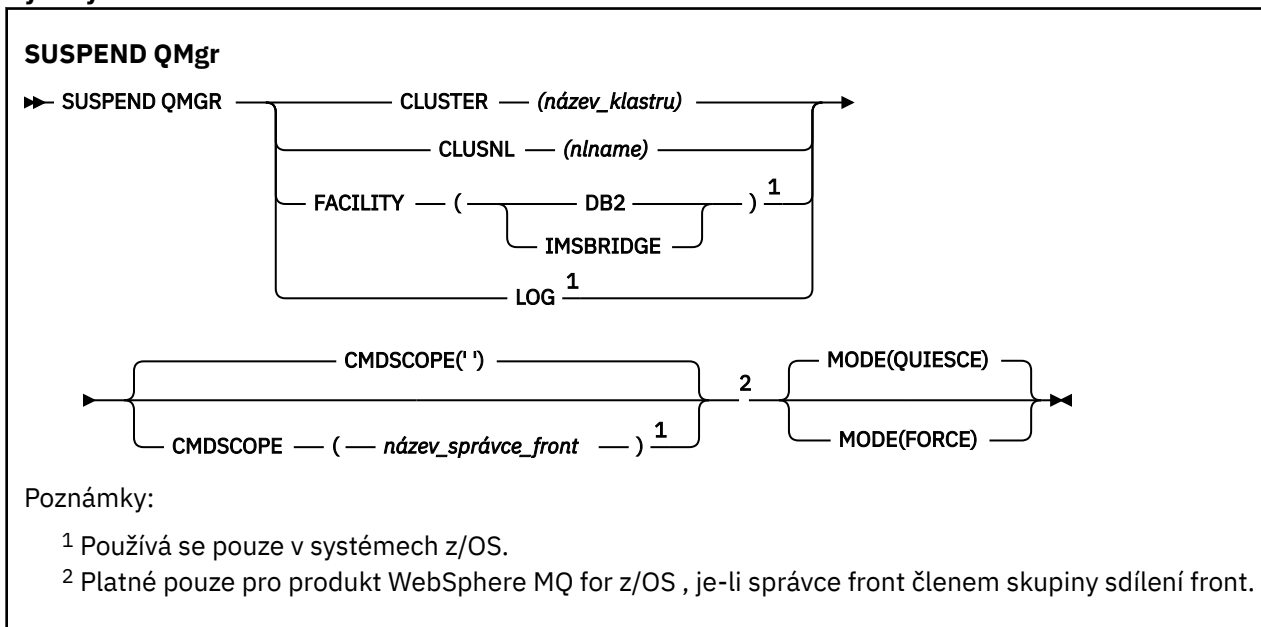 SUSPEND QMgr
SUSPEND QMGR CLUSTER (název_klastru)
CLUSNL (nlname)
FACILITY ( DB2 ) 1
IMSBRIDGE
LOG 1
CMDSCOPE(' ') MODE(QUIESCE)
2
CMDSCOPE ( název_správce_front ) 1 MODE(FORCE)
Poznámky:
1 Používá se pouze v systémech z/OS.
2 Platné pouze pro produkt WebSphere MQ for z/OS , je-li správce front členem skupiny sdílení front.